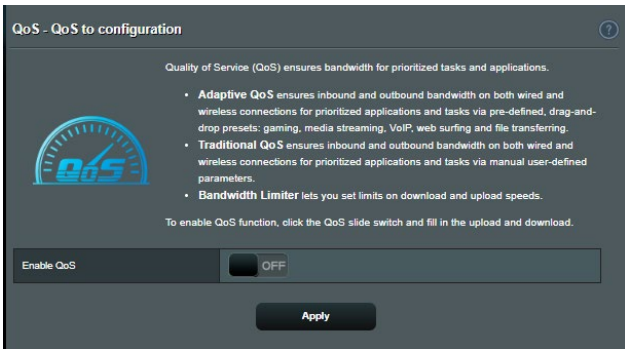 QoS - QoS to configuration
?
Quality of Service (QoS) ensures bandwidth for prioritized tasks and applications.
• Adaptive QoS ensures inbound and outbound bandwidth on both wired and
wireless connections for prioritized applications and tasks via pre-defined, drag-and-
drop presets: gaming, media streaming, VoIP, web surfing and file transferring.
• Traditional QoS ensures inbound and outbound bandwidth on both wired and
wireless connections for prioritized applications and tasks via manual user-defined
parameters.
• Bandwidth Limiter lets you set limits on download and upload speeds.
QoS
To enable QoS function, click the QoS slide switch and fill in the upload and download.
Enable QoS
OFF
Apply